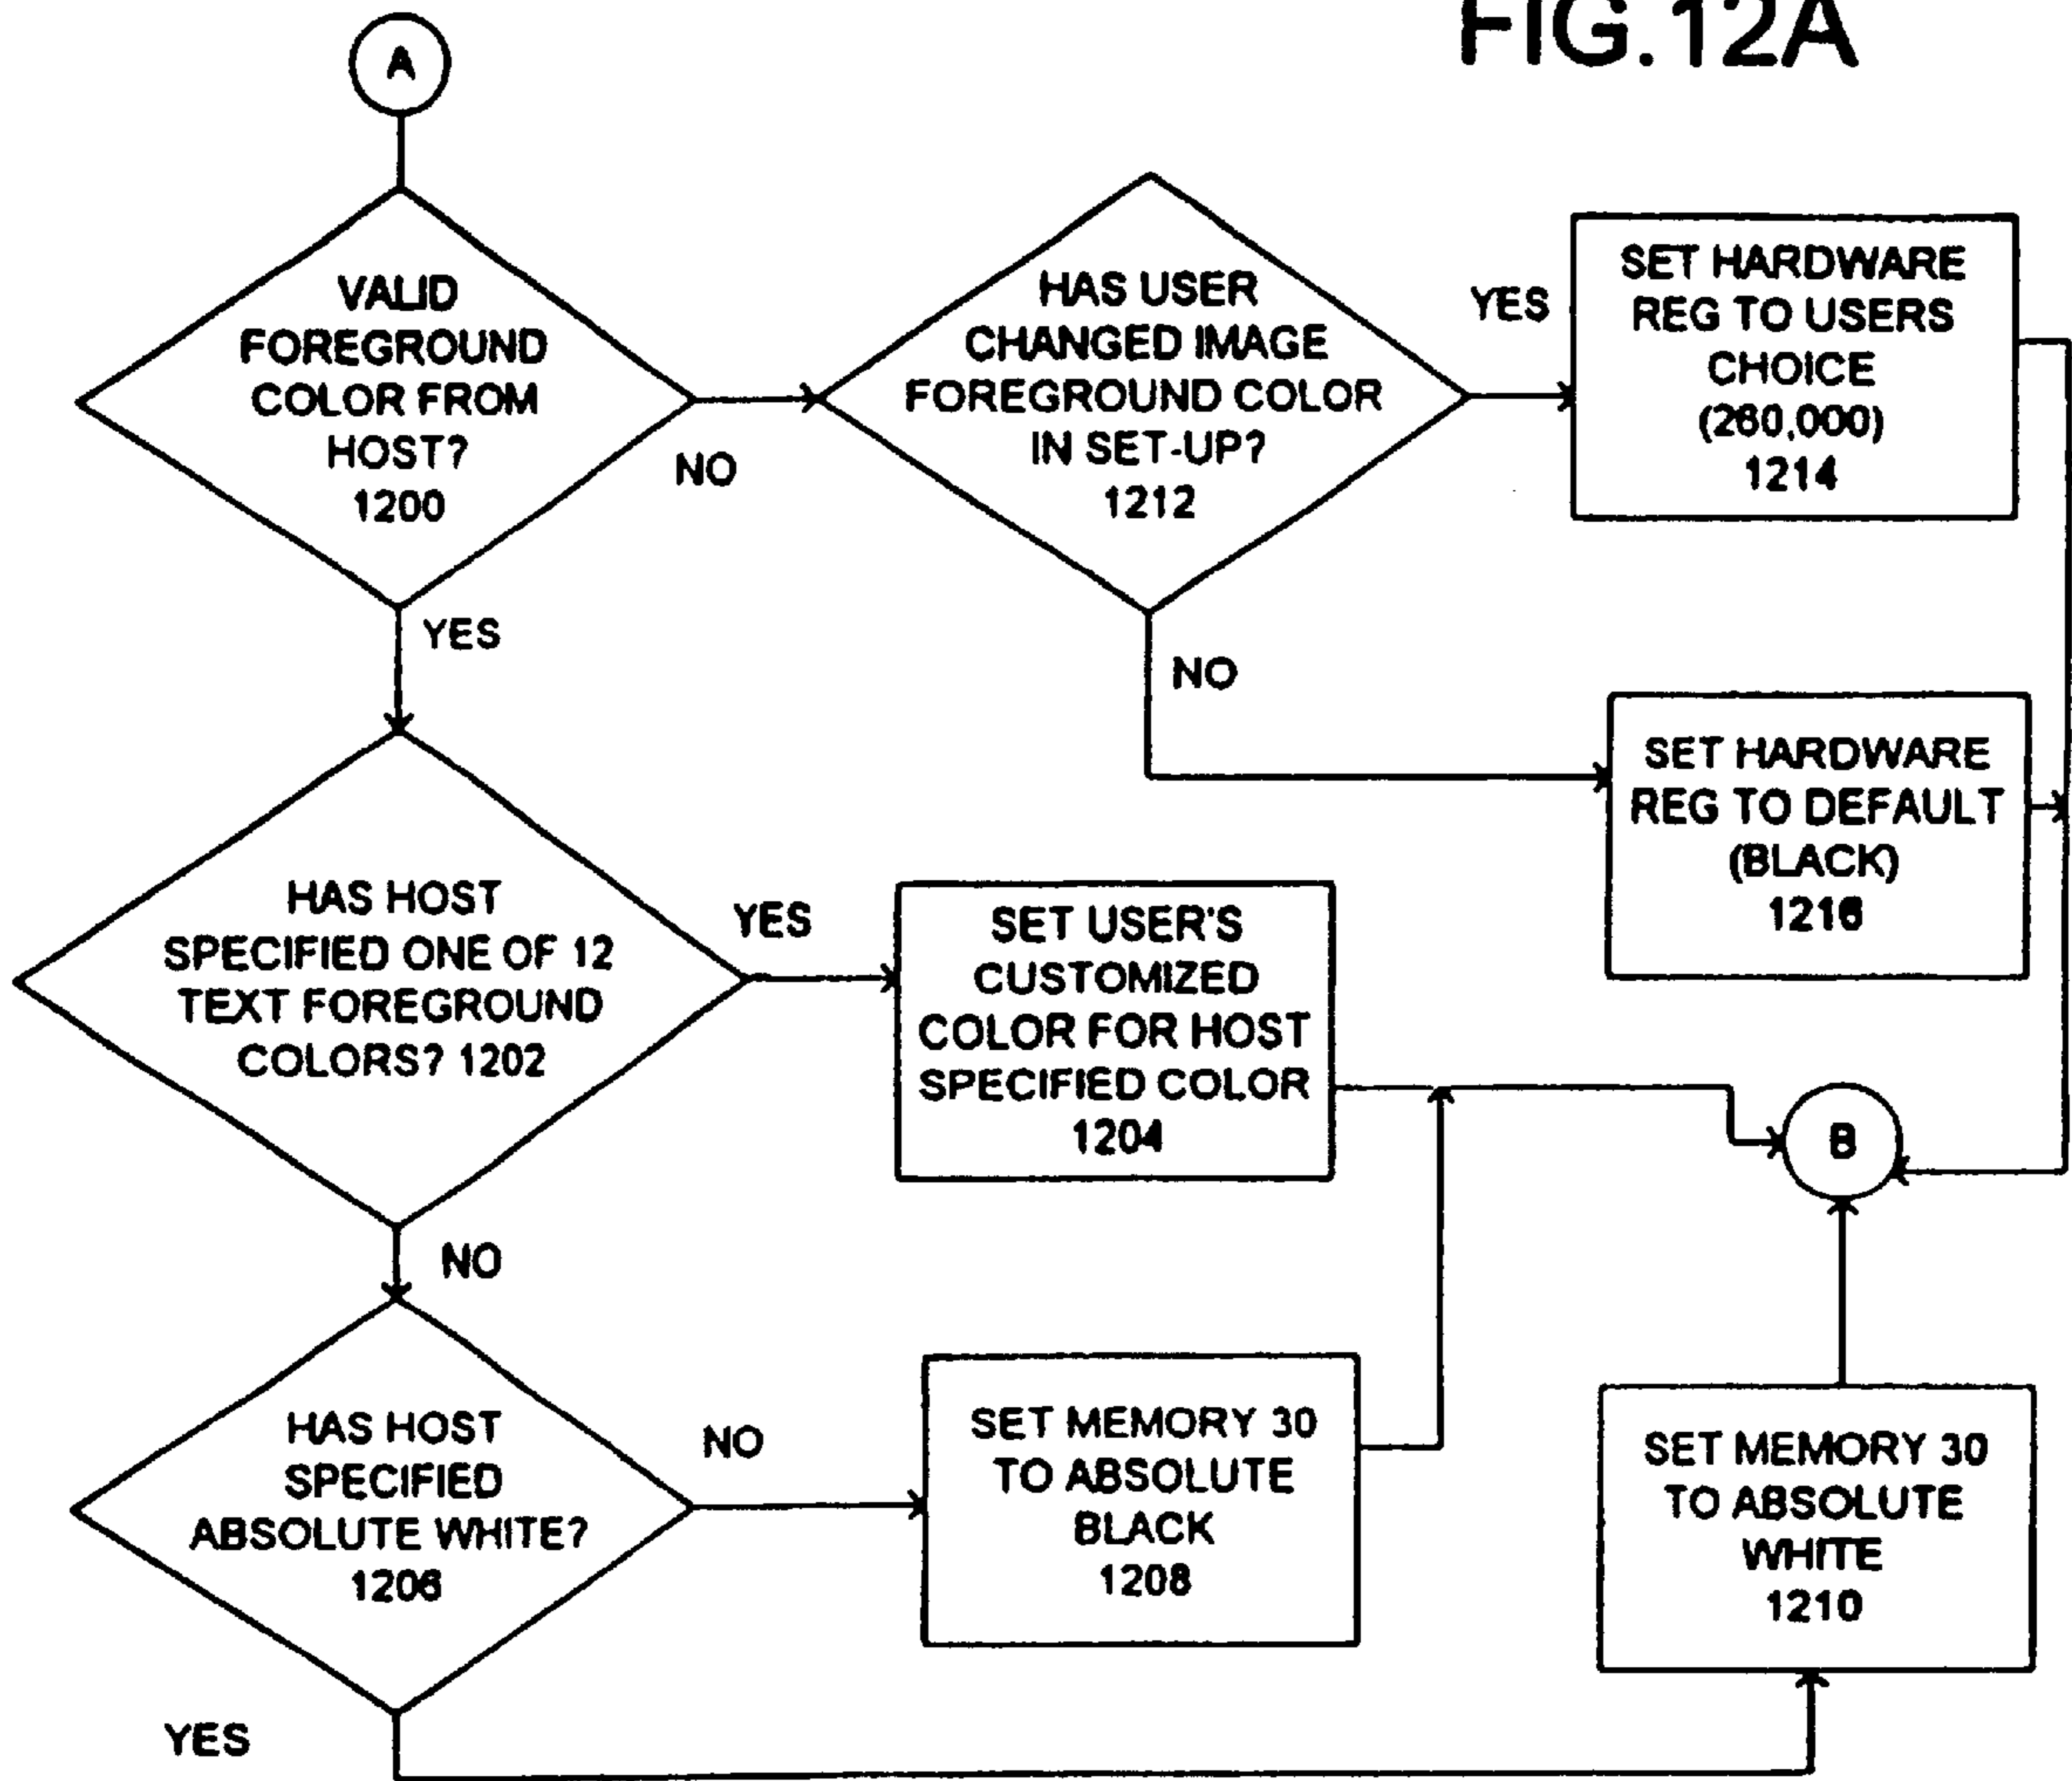 FIG.12A
A
VALID
FOREGROUND
COLOR FROM
HOST?
1200
NO
YES
HAS USER
CHANGED IMAGE
FOREGROUND COLOR
IN SET-UP?
1212
YES
NO
SET HARDWARE
REG TO USERS
CHOICE
(260,000)
1214
SET HARDWARE
REG TO DEFAULT
(BLACK)
1216
HAS HOST
SPECIFIED ONE OF 12
TEXT FOREGROUND
COLORS? 1202
YES
NO
SET USER'S
CUSTOMIZED
COLOR FOR HOST
SPECIFIED COLOR
1204
B
HAS HOST
SPECIFIED
ABSOLUTE WHITE?
1206
NO
YES
SET MEMORY 30
TO ABSOLUTE
BLACK
1208
SET MEMORY 30
TO ABSOLUTE
WHITE
1210